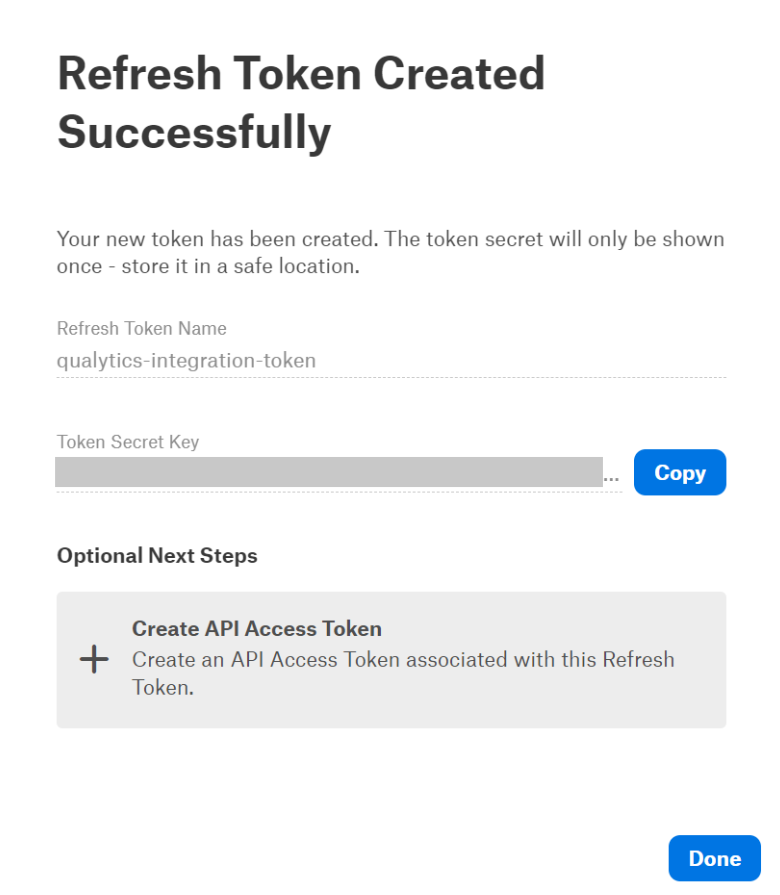 Refresh Token Created
Successfully
Your new token has been created. The token secret will only be shown
once - store it in a safe location.
Refresh Token Name
qualytics-integration-token
Token Secret Key
...
Copy
Optional Next Steps
Create API Access Token
Create an API Access Token associated with this Refresh
Token.
Done